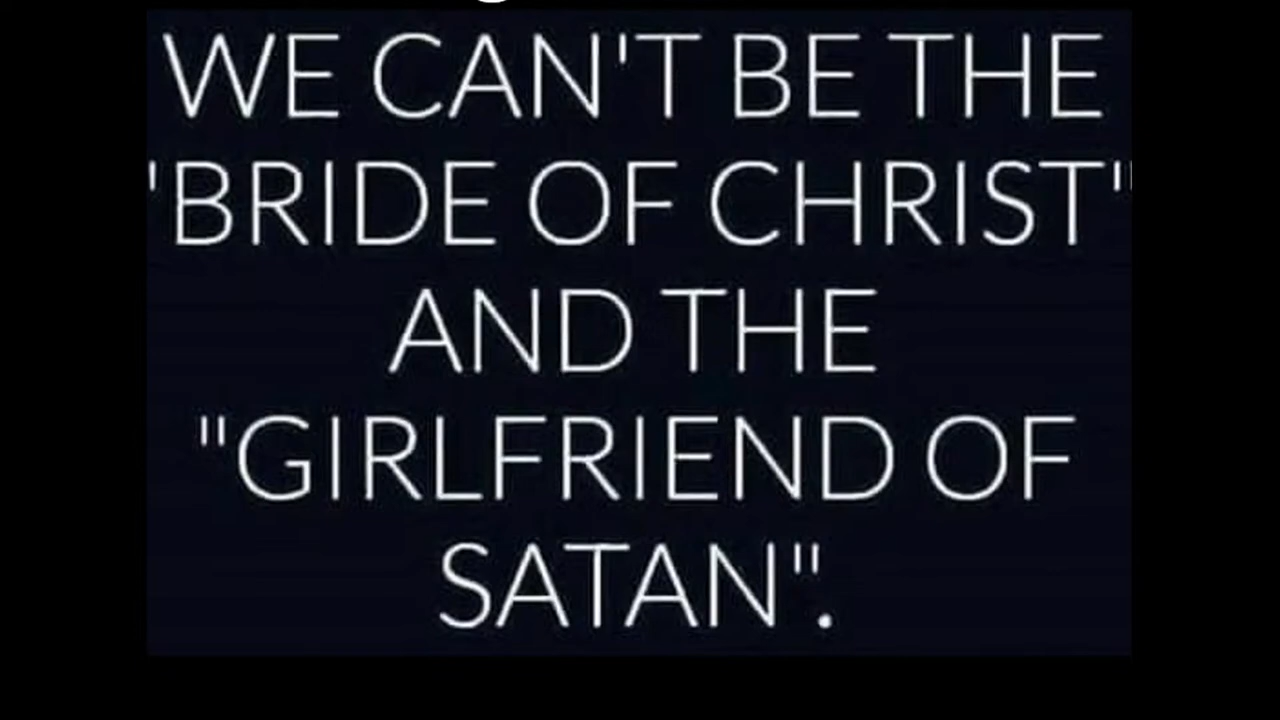 WE CAN'T BE THE
"BRIDE OF CHRIST"
AND THE
"GIRLFRIEND OF
SATAN".